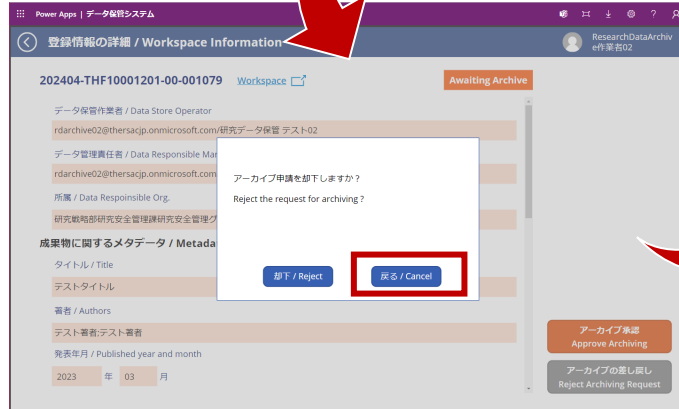 Power Apps | データ保管システム
登録情報の詳細 / Workspace Information
ResearchDataArchiv
e作業者02
202404-THF10001201-00-001079 Workspace
Awaiting Archive
データ保管作業者 / Data Store Operator
rdarchive02@thersacjp.onmicrosoft.com/研究データ保管 テスト02
データ管理責任者 / Data Responsible Mar
rdarchive02@thersacjp.onmicrosoft.com
所属 / Data Respoinsible Org.
研究戦略部研究安全管理課研究安全管理グ
成果物に関するメタデータ / Metada
タイトル / Title
テストタイトル
著者 / Authors
テスト著者;テスト著者
発表年月 / Published year and month
2023 年 03 月
アーカイブ申請を却下しますか？
Reject the request for archiving ?
却下 / Reject
戻る / Cancel
アーカイブ承認
Approve Archiving
アーカイブの差し戻し
Reject Archiving Request